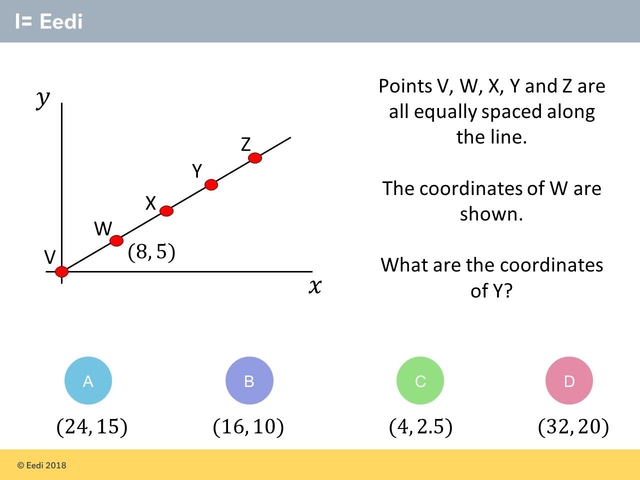 I= Eedi
Points V, W, X, Y and Z are
all equally spaced along
the line.
The coordinates of W are
shown.
What are the coordinates
of Y?
y
Z
Y
X
W
(8, 5)
V
x
A
B
C
D
(24, 15)
(16, 10)
(4, 2.5)
(32, 20)
© Eedi 2018